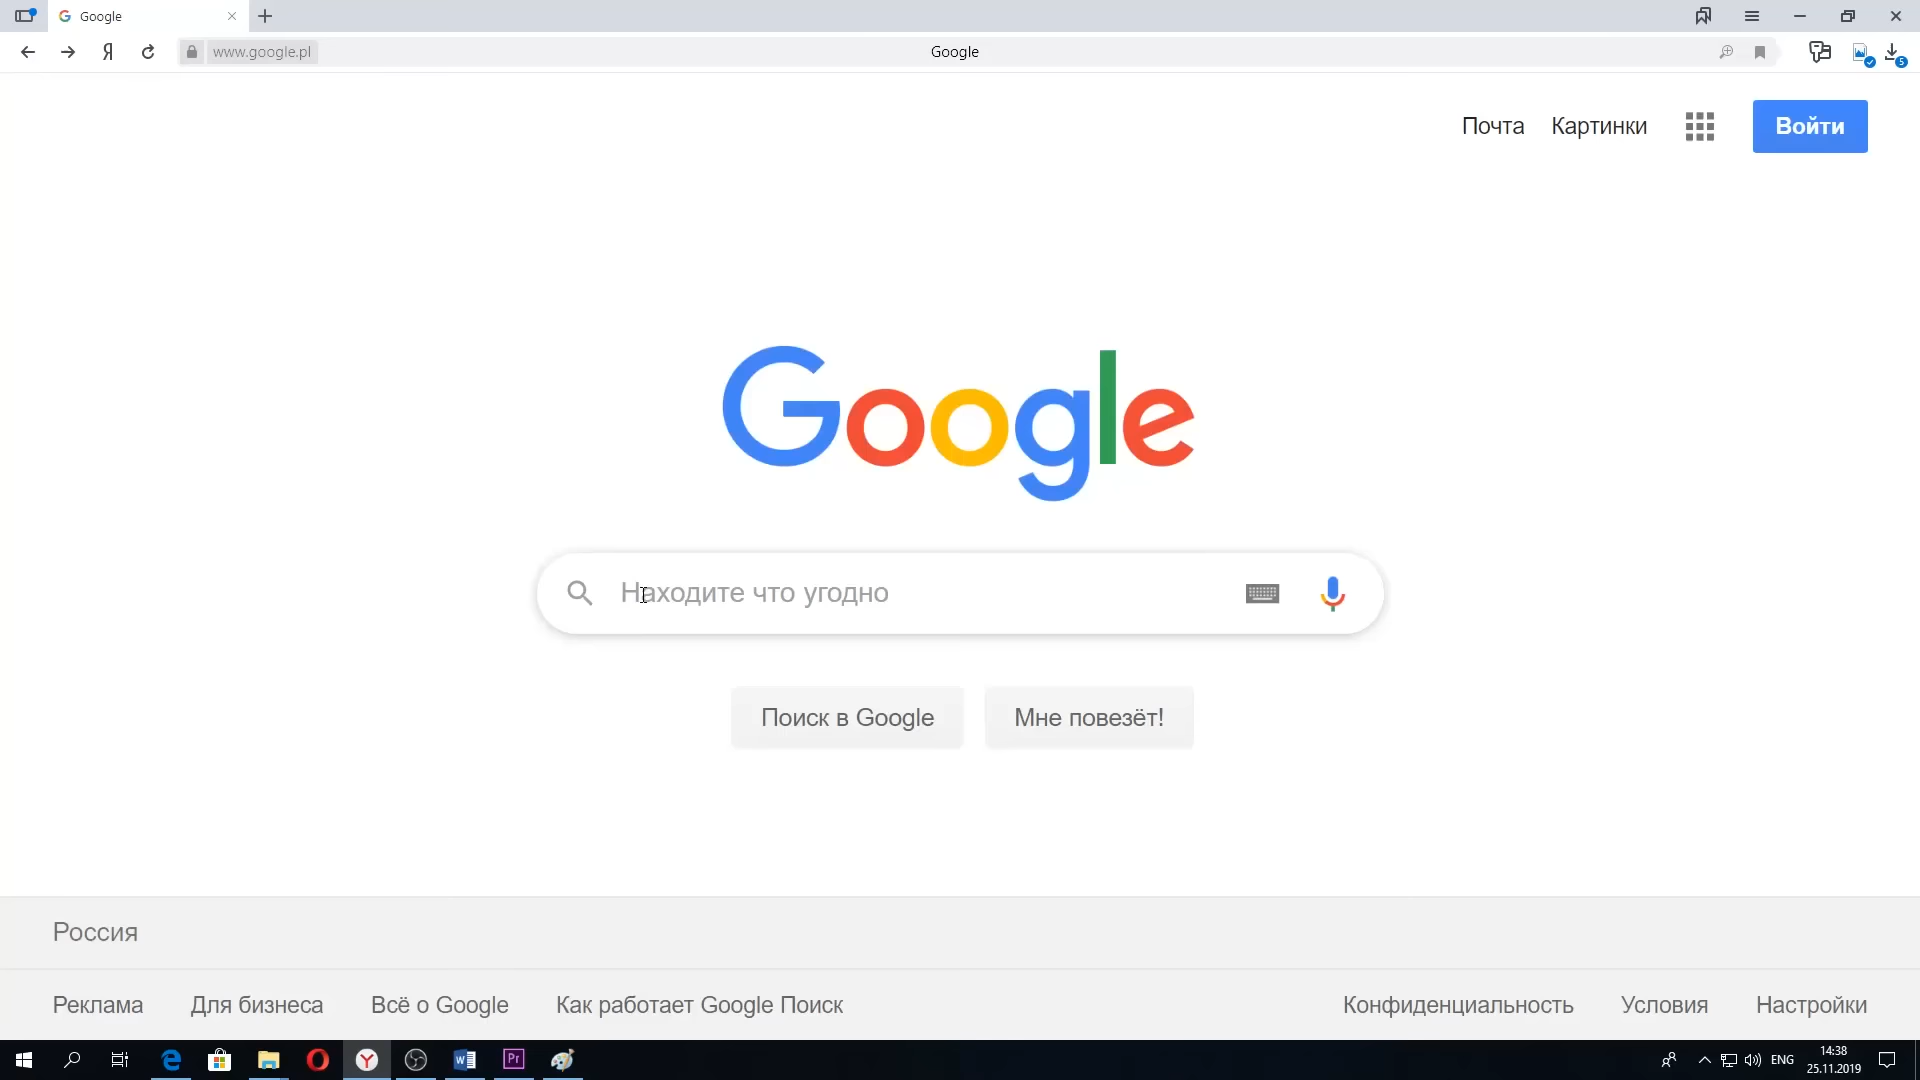 Google
www.google.pl
Google
5
Почта
Картинки
Войти
Google
Находите что угодно
Поиск в Google
Мне повезёт!
Россия
Реклама
Для бизнеса
Всё о Google
Как работает Google Поиск
Конфиденциальность
Условия
Настройки
ENG
14:38
25.11.2019